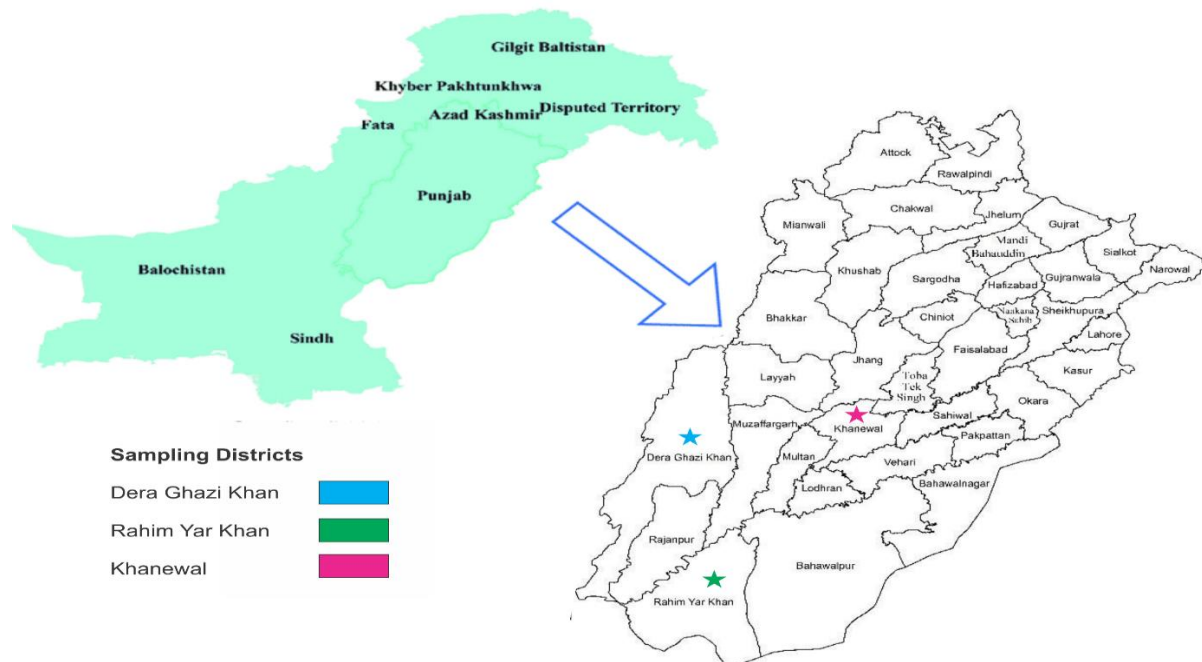 Gilgit Baltistan
Khyber Pakhtunkhwa
Azad Kashmir
Disputed Territory
Fata
Punjab
Balochistan
Sindh
Attock
Rawalpindi
Chakwal
Jhelum
Mianwali
Gujrat
Mandi
Bahauddin
Sialkot
Narowal
Khushab
Sargodha
Hafizabad
Gujranwala
Bhakkar
Chiniot
Sheikhupura
Lahore
Faisalabad
Jhang
Kasur
Layyah
Toba
Tek
Singh
Okara
Muzaffargarh
Khanewal
Sahiwal
Pakpattan
Dera Ghazi Khan
Multan
Vehari
Lodhran
Bahawalnagar
Rajanpur
Bahawalpur
Rahim Yar Khan
Sampling Districts
Dera Ghazi Khan
Rahim Yar Khan
Khanewal